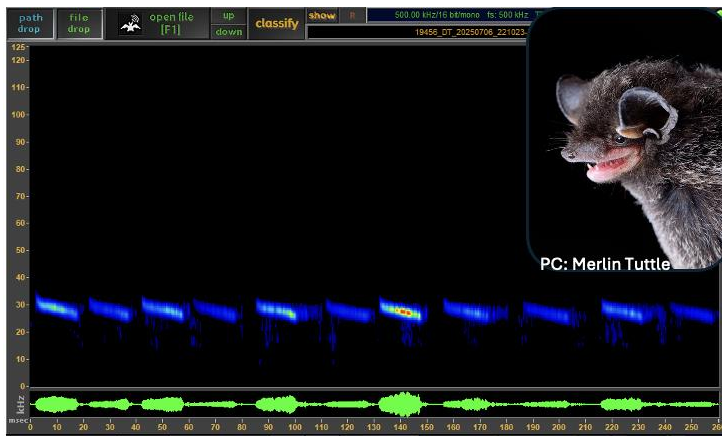 path drop
file drop
open file [F1]
up
down
classify
show
R
500.00 kHz/16 bit/mono fs: 500 kHz
19456_DT_20250706_221023-
125
120
110
100
90
80
70
60
50
40
30
20
10
0
kHz
PC: Merlin Tuttle
msec
0 10 20 30 40 50 60 70 80 90 100 110 120 130 140 150 160 170 180 190 200 210 220 230 240 250 26